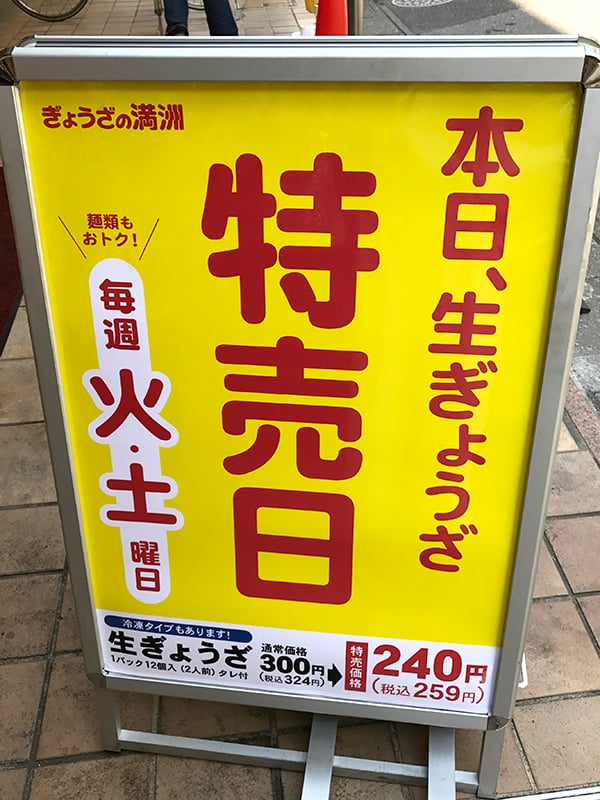 ぎょうざの満洲
本日、生ぎょうざ
特売日
麺類も
おトク!
毎週
火・土
曜日
冷凍タイプもあります!
生ぎょうざ
1パック12個入(2人前)タレ付
通常価格
300円
(税込324円)
特売価格
240円
(税込259円)